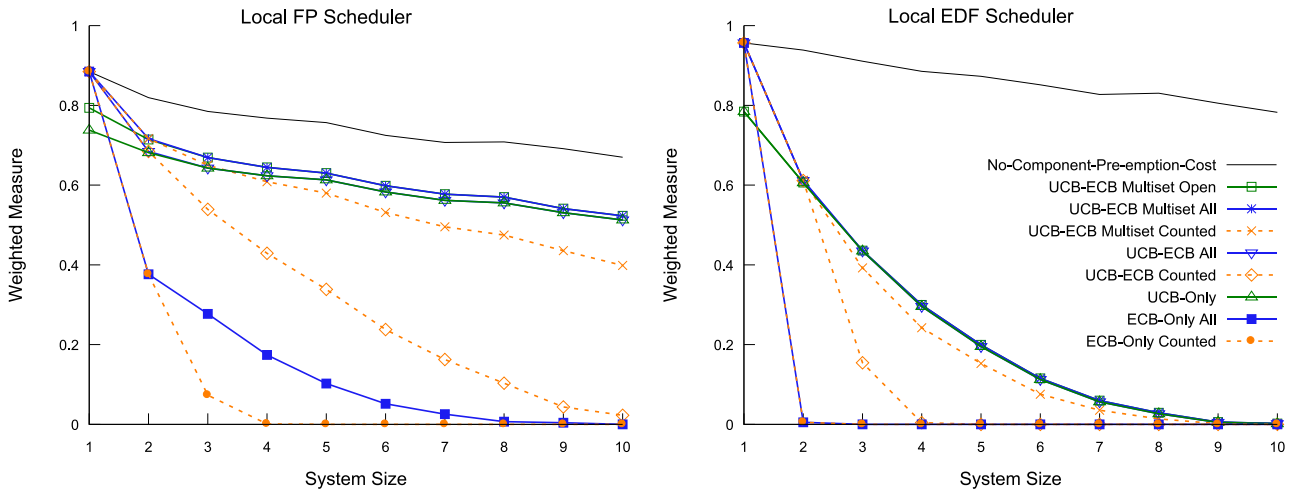 Local FP Scheduler
Weighted Measure
1
0.8
0.6
0.4
0.2
0
1 2 3 4 5 6 7 8 9 10
System Size
Local EDF Scheduler
Weighted Measure
1
0.8
0.6
0.4
0.2
0
No-Component-Pre-emption-Cost
UCB-ECB Multiset Open
UCB-ECB Multiset All
UCB-ECB Multiset Counted
UCB-ECB All
UCB-ECB Counted
UCB-Only
ECB-Only All
ECB-Only Counted
1 2 3 4 5 6 7 8 9 10
System Size